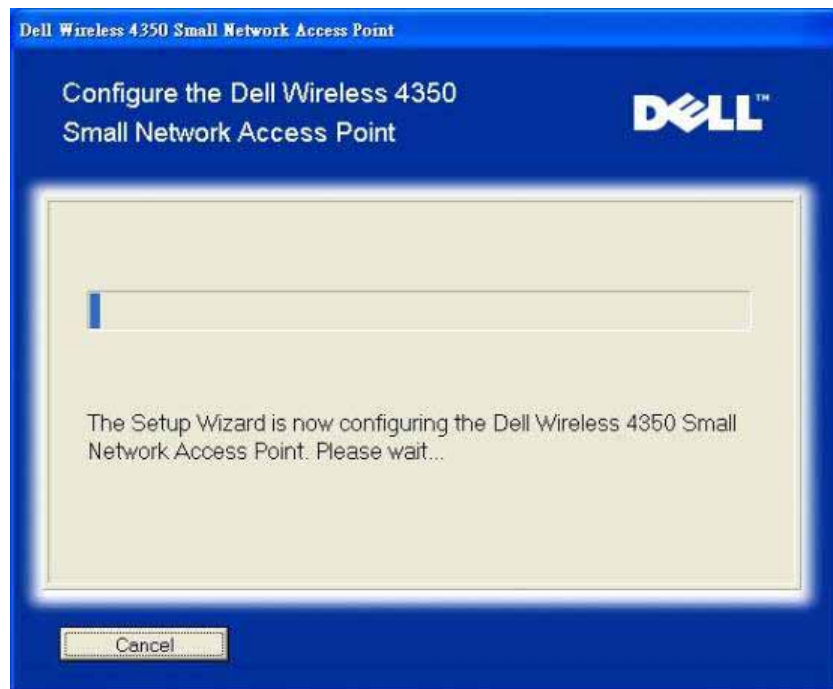 Dell Wireless 4350 Small Network Access Point
Configure the Dell Wireless 4350
Small Network Access Point
DELL™
The Setup Wizard is now configuring the Dell Wireless 4350 Small
Network Access Point. Please wait...
Cancel